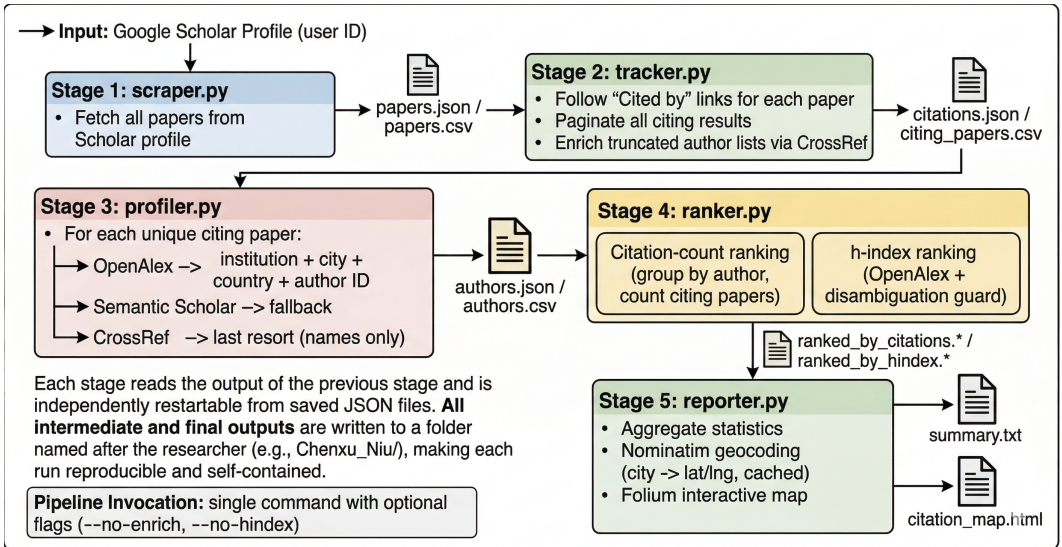 Input: Google Scholar Profile (user ID)
Stage 1: scraper.py
• Fetch all papers from
Scholar profile
papers.json /
papers.csv
Stage 2: tracker.py
• Follow “Cited by” links for each paper
• Paginate all citing results
• Enrich truncated author lists via CrossRef
citations.json /
citing_papers.csv
Stage 3: profiler.py
• For each unique citing paper:
OpenAlex –> institution + city +
country + author ID
Semantic Scholar –> fallback
CrossRef –> last resort (names only)
authors.json /
authors.csv
Stage 4: ranker.py
Citation-count ranking
(group by author,
count citing papers)
h-index ranking
(OpenAlex +
disambiguation guard)
ranked_by_citations.* /
ranked_by_hindex.*
Each stage reads the output of the previous stage and is
independently restartable from saved JSON files. All
intermediate and final outputs are written to a folder
named after the researcher (e.g., Chenxu_Niu/), making each
run reproducible and self-contained.
Pipeline Invocation: single command with optional
flags (--no-enrich, --no-hindex)
Stage 5: reporter.py
• Aggregate statistics
• Nominatim geocoding
(city -> lat/lng, cached)
• Folium interactive map
summary.txt
citation_map.html